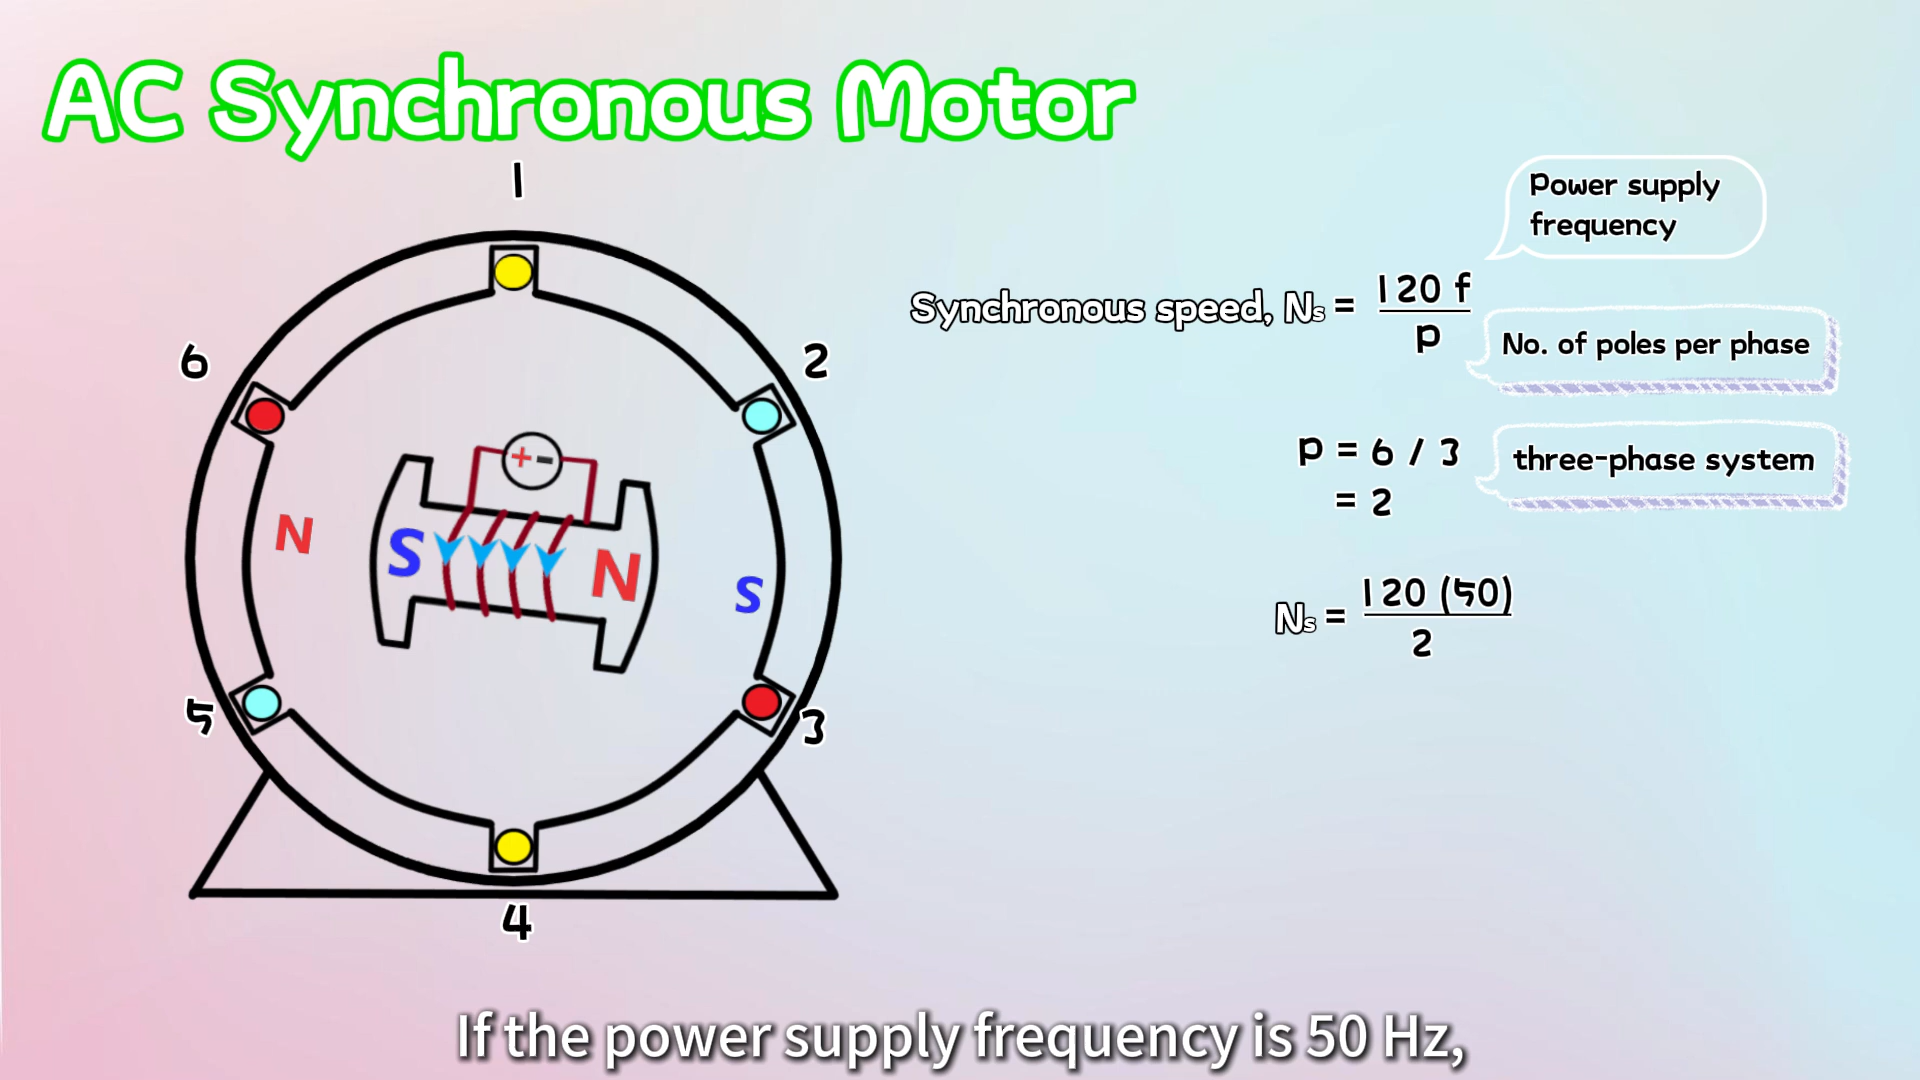 AC Synchronous Motor
1
6
2
+ -
N
S
N
S
5
3
4
Power supply
frequency
Synchronous speed, Ns = 120 f
p
No. of poles per phase
p = 6 / 3
three-phase system
= 2
Ns = 120 (50)
2
If the power supply frequency is 50 Hz,